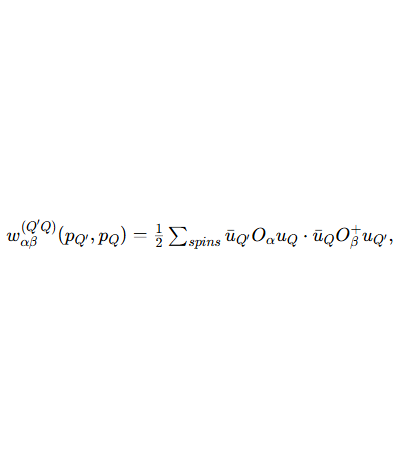 $w_{\alpha\beta}^{(Q'Q)}(p_{Q'}, p_Q) = \frac{1}{2} \sum_{spins} \bar{u}_{Q'} O_\alpha u_Q \cdot \bar{u}_Q O_\beta^+ u_{Q'},$